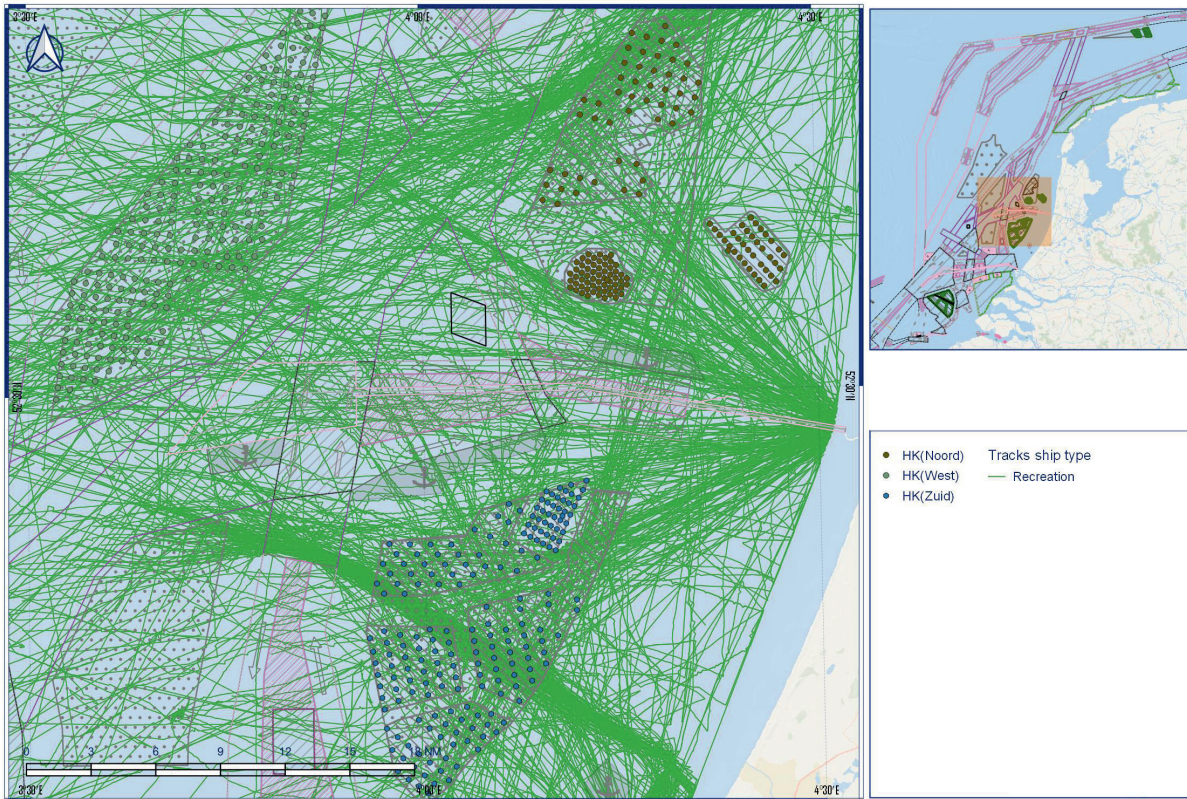 3°30'E
4°00'E
4°30'E
52°30'N
52°30'N
0
3
6
9
12
15
18 NM
3°30'E
4°00'E
4°30'E
HK(Noord)
Tracks ship type
HK(West)
Recreation
HK(Zuid)